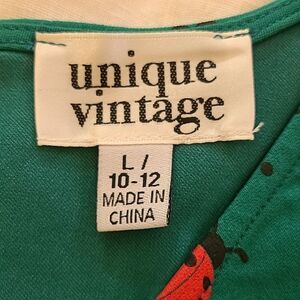 unique
vintage
L /
10-12
MADE IN
CHINA